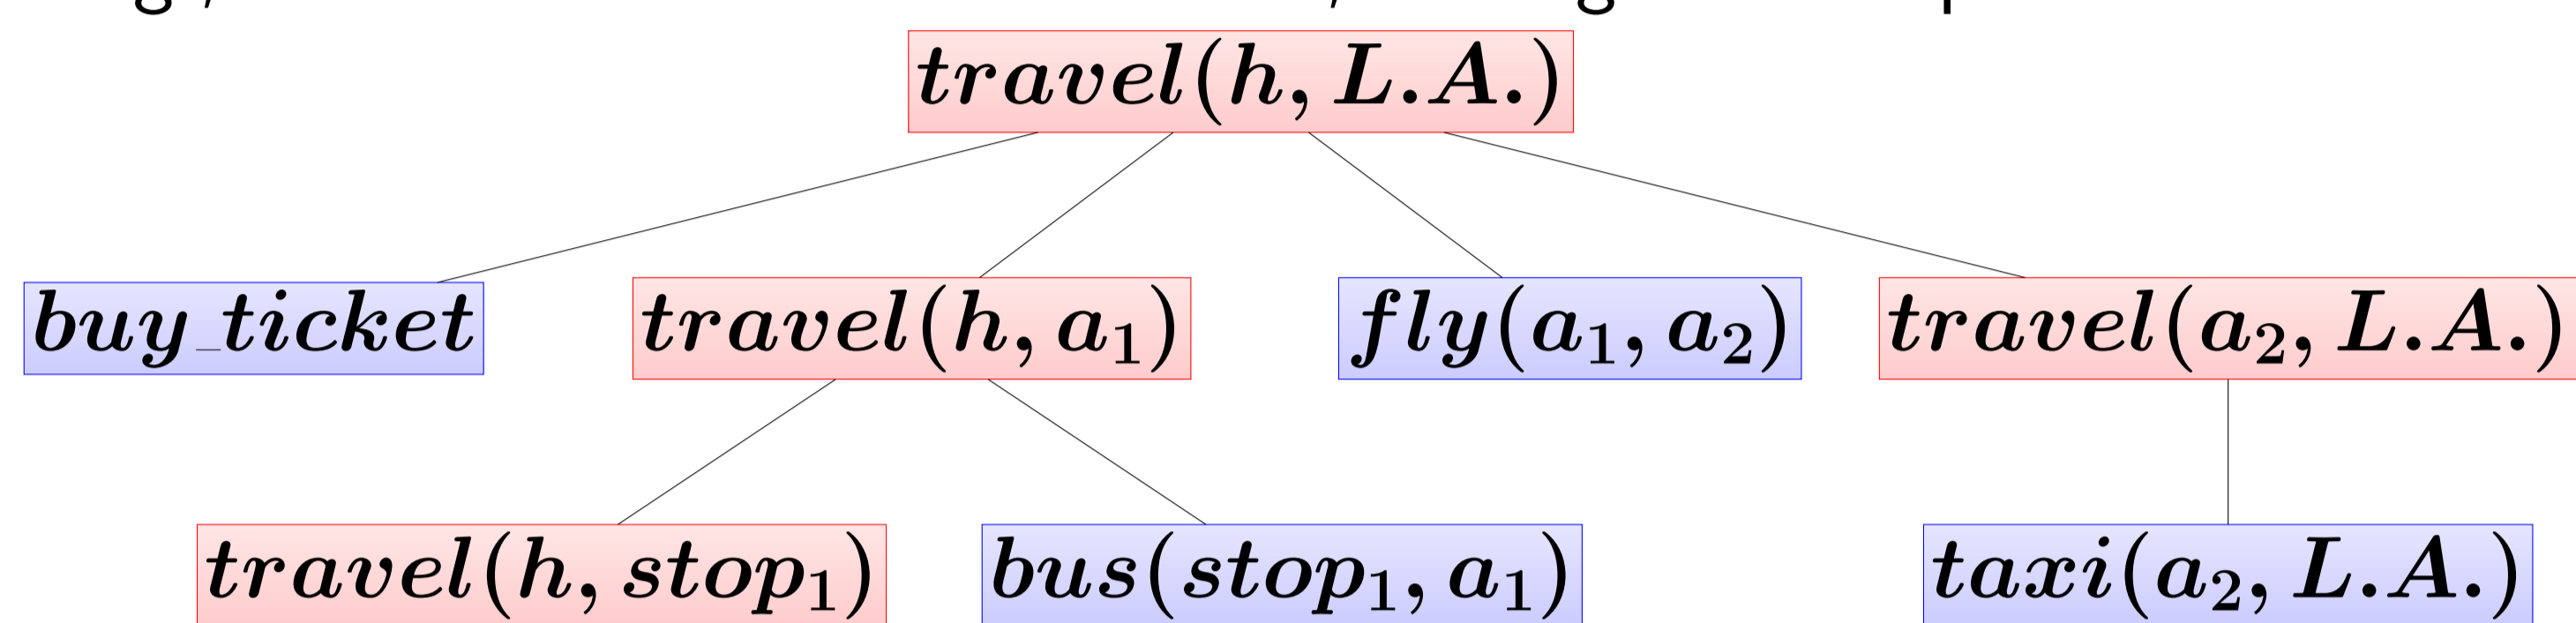 travel(h, L.A.)
buy_ticket travel(h, a₁) fly(a₁, a₂) travel(a₂, L.A.)
travel(h, stop₁) bus(stop₁, a₁) taxi(a₂, L.A.)